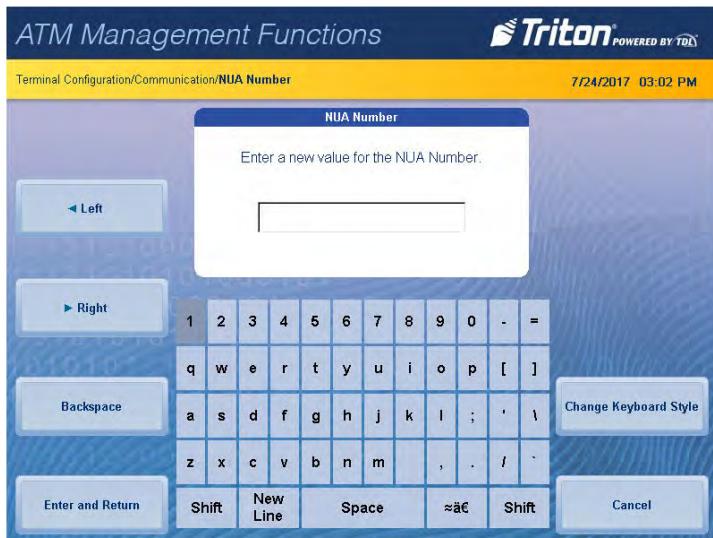 ATM Management Functions
Triton POWERED BY TDL
Terminal Configuration/Communication/NUA Number
7/24/2017 03:02 PM
NUA Number
Enter a new value for the NUA Number.
◄ Left
► Right
Backspace
Enter and Return
1 2 3 4 5 6 7 8 9 0 - =
q w e r t y u i o p [ ]
a s d f g h j k l ; ' \
z x c v b n m , . / `
Shift New Line Space ≈ä€ Shift
Change Keyboard Style
Cancel